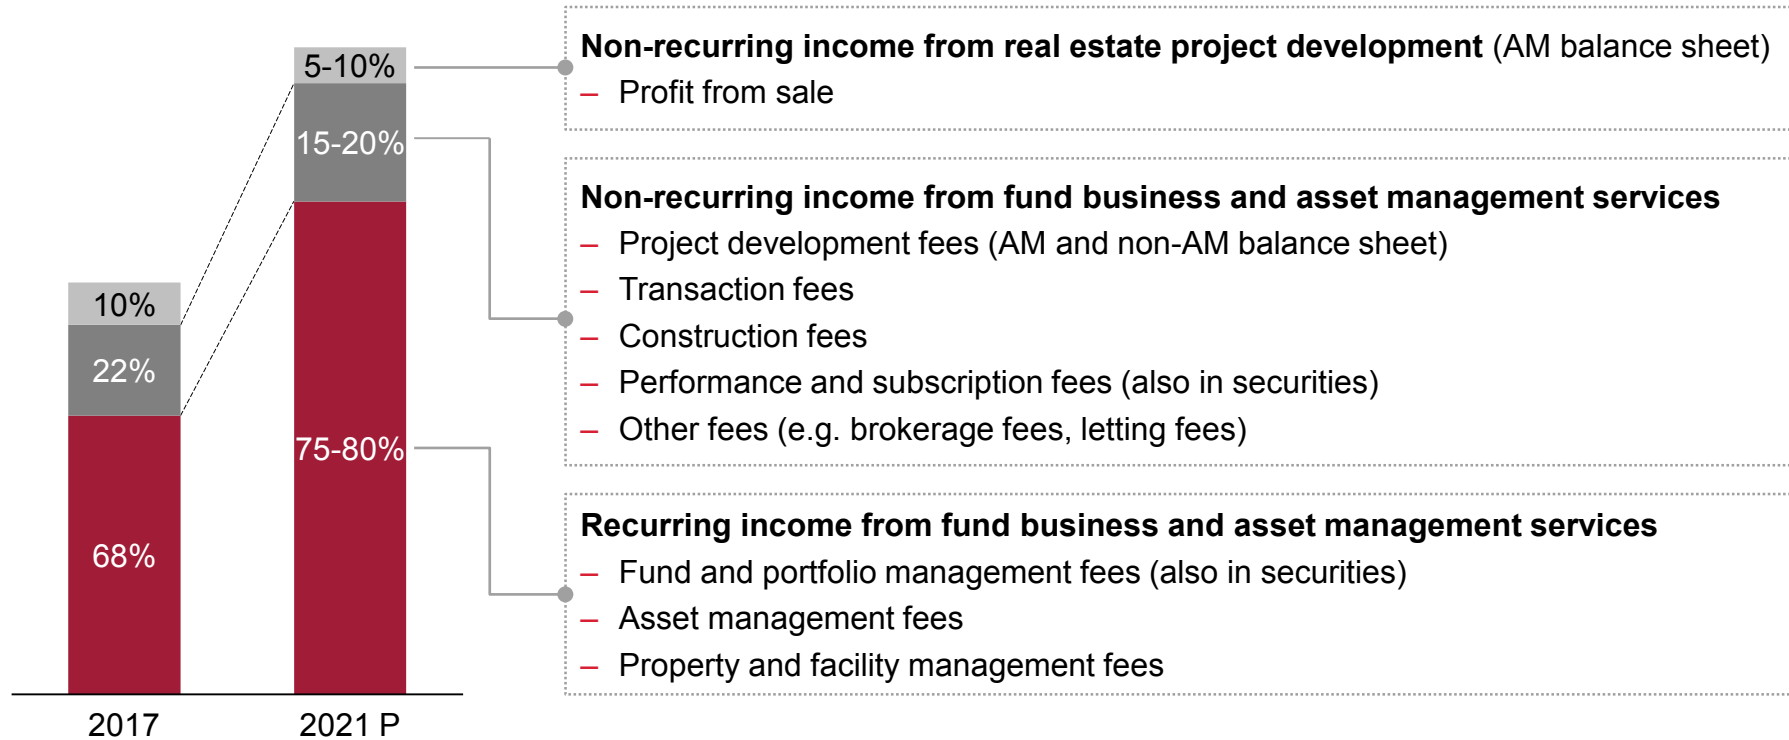 5-10%
15-20%
75-80%
10%
22%
68%
2017
2021 P
Non-recurring income from real estate project development (AM balance sheet)
– Profit from sale
Non-recurring income from fund business and asset management services
– Project development fees (AM and non-AM balance sheet)
– Transaction fees
– Construction fees
– Performance and subscription fees (also in securities)
– Other fees (e.g. brokerage fees, letting fees)
Recurring income from fund business and asset management services
– Fund and portfolio management fees (also in securities)
– Asset management fees
– Property and facility management fees